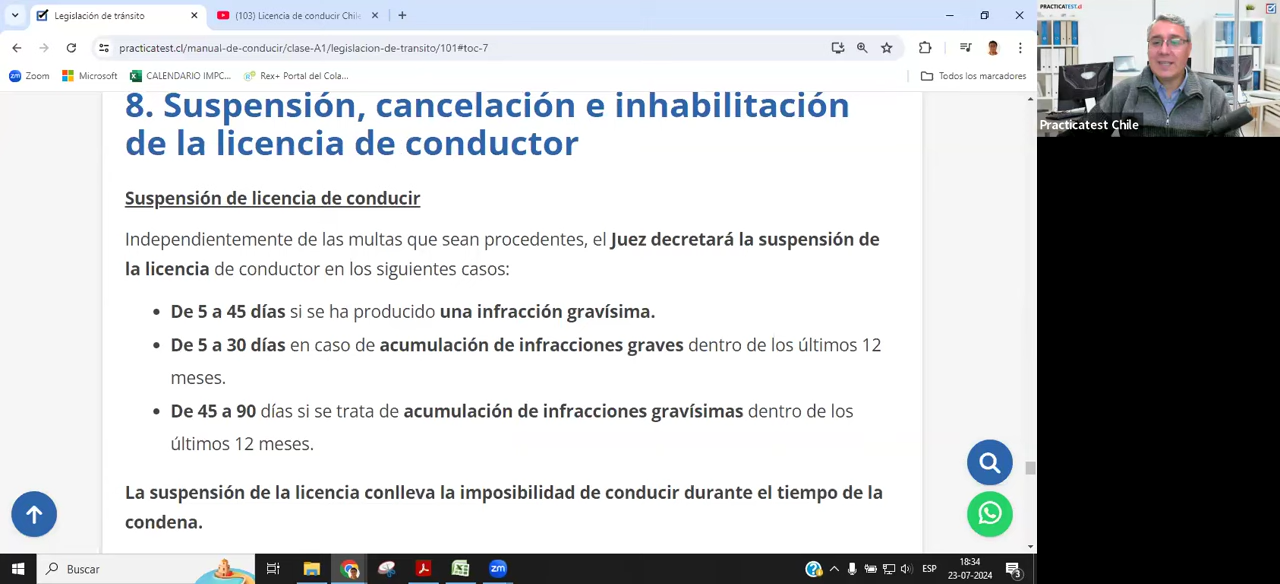 Legislación de tránsito
(103) Licencia de conducir: Bien
practicatest.cl/manual-de-conducir/clase-A1/legislacion-de-transito/101#toc-7
Zoom
Microsoft
CALENDARIO IMPC...
Rex+ Portal del Cola...
Todos los marcadores
8. Suspensión, cancelación e inhabilitación
de la licencia de conductor
Suspensión de licencia de conducir
Independientemente de las multas que sean procedentes, el Juez decretará la suspensión de
la licencia de conductor en los siguientes casos:
• De 5 a 45 días si se ha producido una infracción gravísima.
• De 5 a 30 días en caso de acumulación de infracciones graves dentro de los últimos 12
meses.
• De 45 a 90 días si se trata de acumulación de infracciones gravísimas dentro de los
últimos 12 meses.
La suspensión de la licencia conlleva la imposibilidad de conducir durante el tiempo de la
condena.
PRACTICATEST.cl
Practicatest Chile
Buscar
zm
ESP
18:34
23-07-2024
3